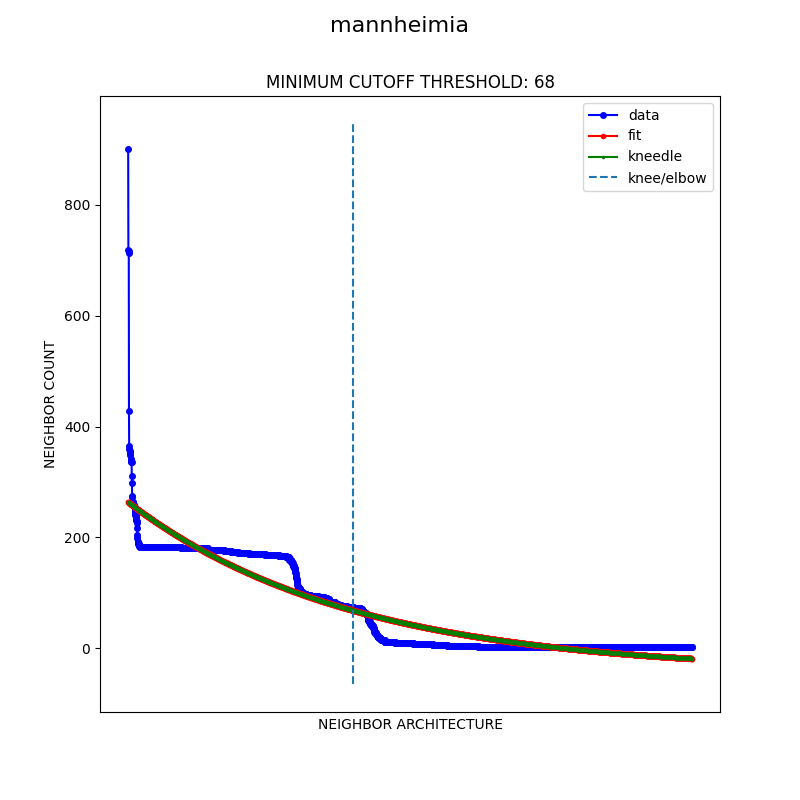 mannheimia
MINIMUM CUTOFF THRESHOLD: 68
data
fit
kneedle
knee/elbow
800
600
400
200
0
NEIGHBOR COUNT
NEIGHBOR ARCHITECTURE